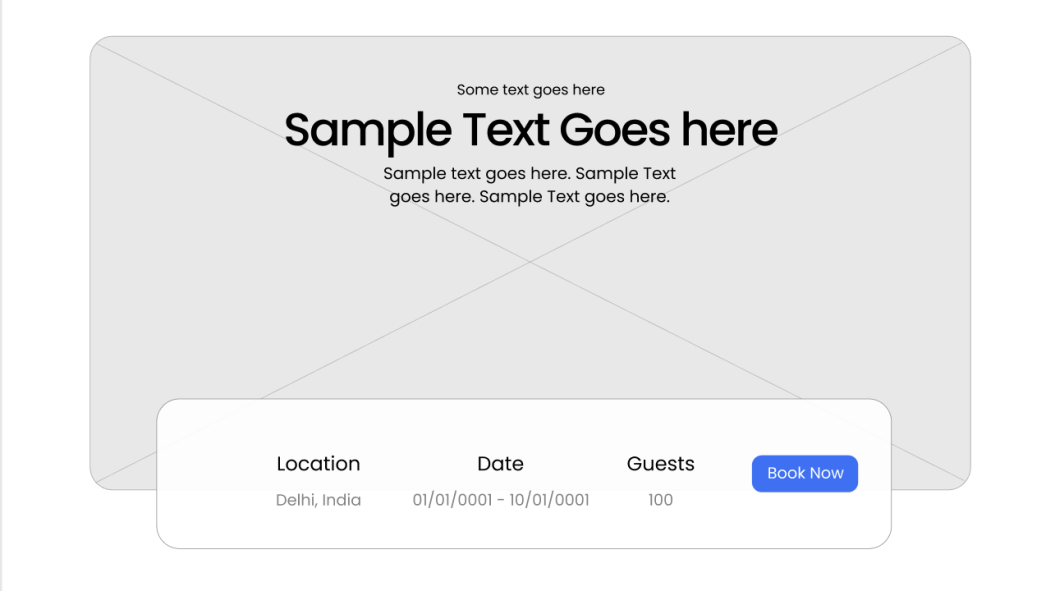 Some text goes here
Sample Text Goes here
Sample text goes here. Sample Text
goes here. Sample Text goes here.
Location
Date
Guests
Book Now
Delhi, India
01/01/0001 - 10/01/0001
100